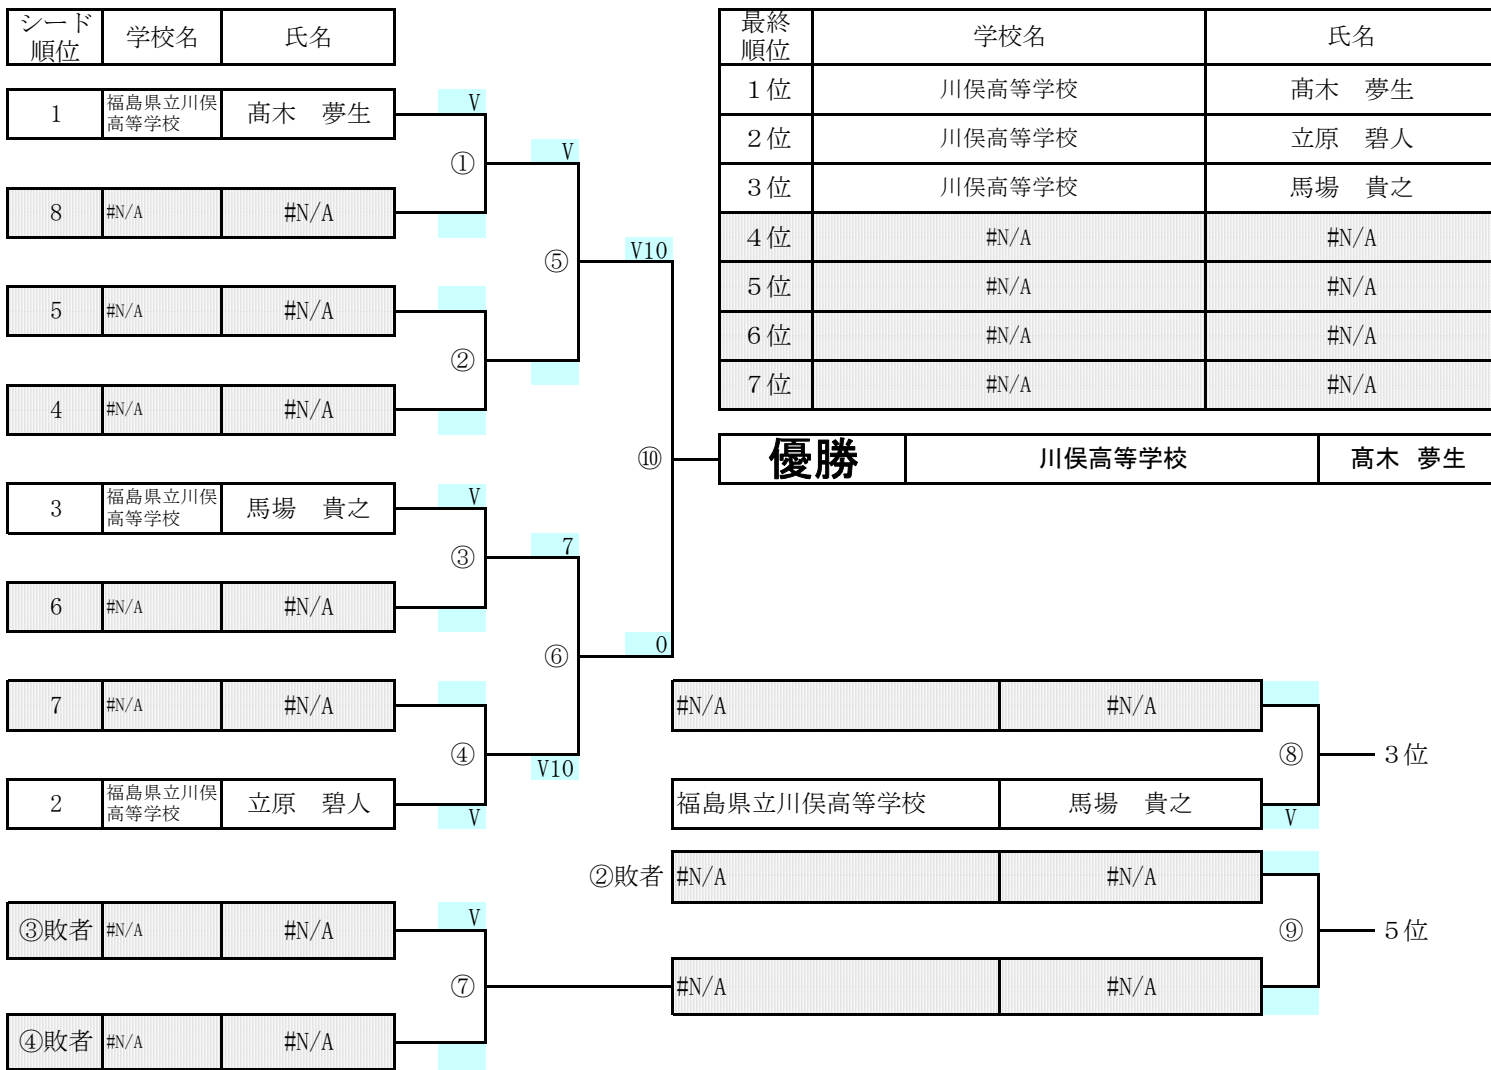 シード順位 学校名 氏名
1 福島県立川俣高等学校 髙木　夢生 V
①
8 #N/A #N/A
V
⑤
5 #N/A #N/A
②
4 #N/A #N/A
V10
⑩
3 福島県立川俣高等学校 馬場　貴之 V
③
7
6 #N/A #N/A
⑥
0
7 #N/A #N/A
④
V10
2 福島県立川俣高等学校 立原　碧人 V
③敗者 #N/A #N/A V
⑦
④敗者 #N/A #N/A
最終順位 学校名 氏名
１位 川俣高等学校 髙木　夢生
２位 川俣高等学校 立原　碧人
３位 川俣高等学校 馬場　貴之
４位 #N/A #N/A
５位 #N/A #N/A
６位 #N/A #N/A
７位 #N/A #N/A
優勝 川俣高等学校 髙木　夢生
#N/A #N/A
⑧ ３位
福島県立川俣高等学校 馬場　貴之 V
②敗者 #N/A #N/A
⑨ ５位
#N/A #N/A